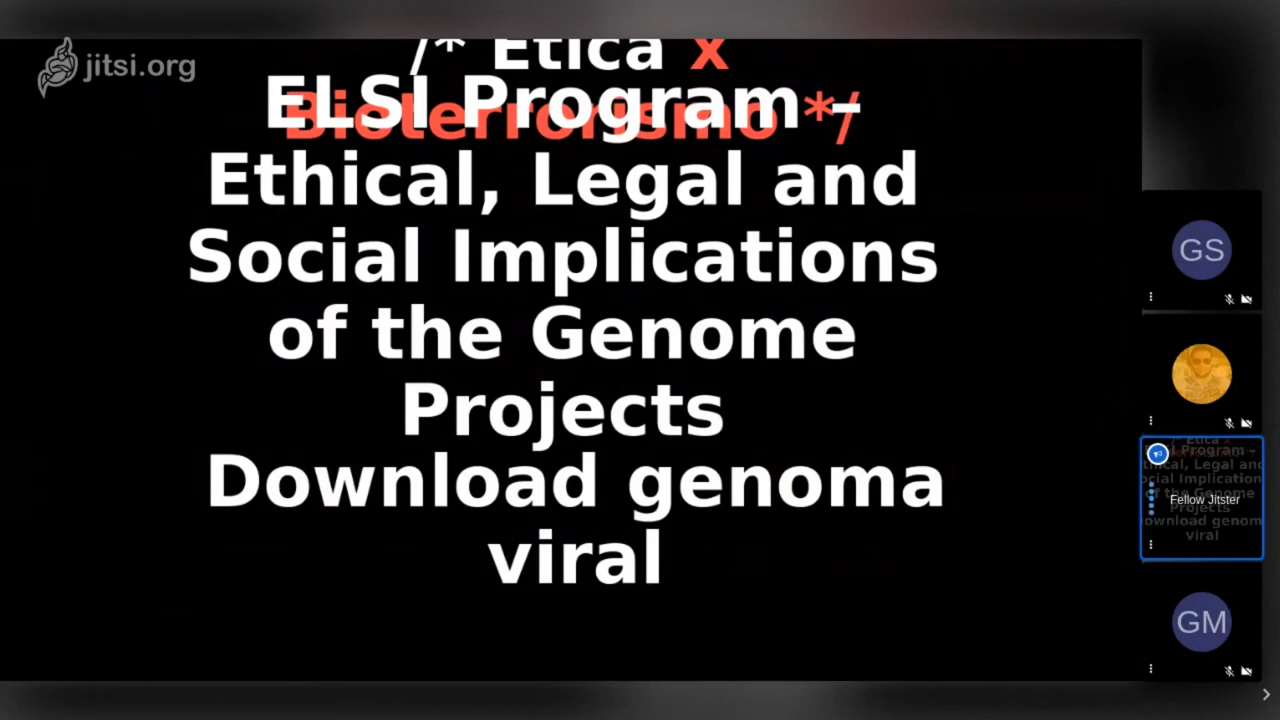 jitsi.org
/* Etica x
Bioterrorismo */
ELSI Program –
Ethical, Legal and
Social Implications
of the Genome
Projects
Download genoma
viral
GS
Fellow Jitster
GM